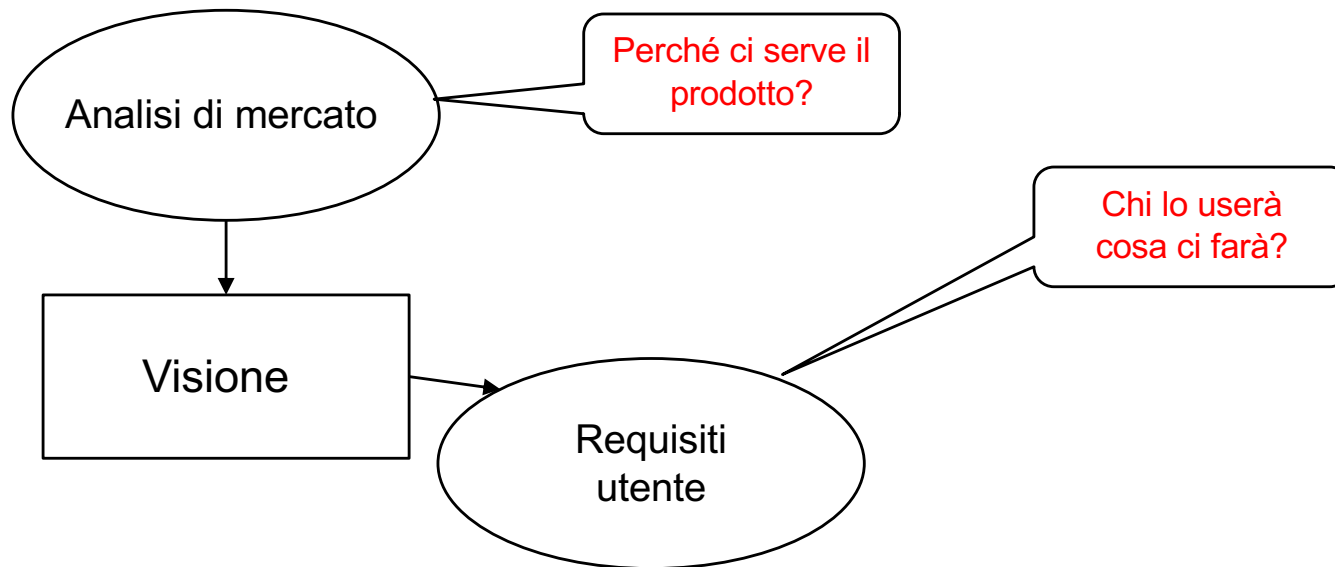 Perché ci serve il
prodotto?
Analisi di mercato
Chi lo userà
cosa ci farà?
Visione
Requisiti
utente